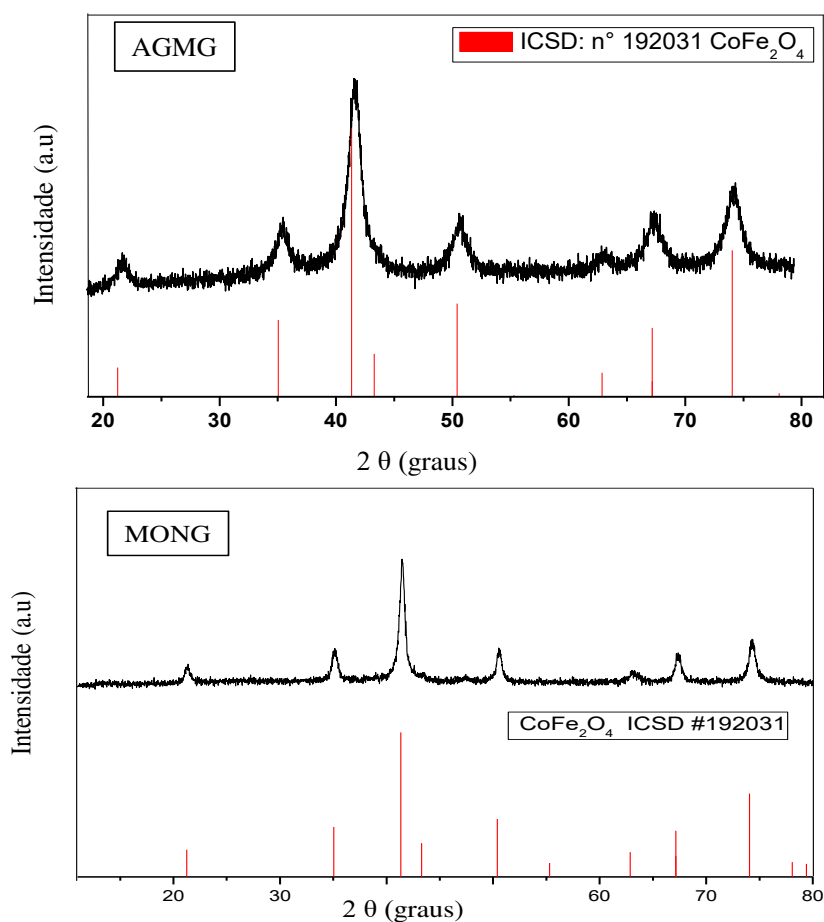 AGMG
ICSD: n° 192031 CoFe₂O₄
Intensidade (a.u)
20 30 40 50 60 70 80
2 θ (graus)
MONG
Intensidade (a.u)
CoFe₂O₄ ICSD #192031
20 30 60 70 80
2 θ (graus)